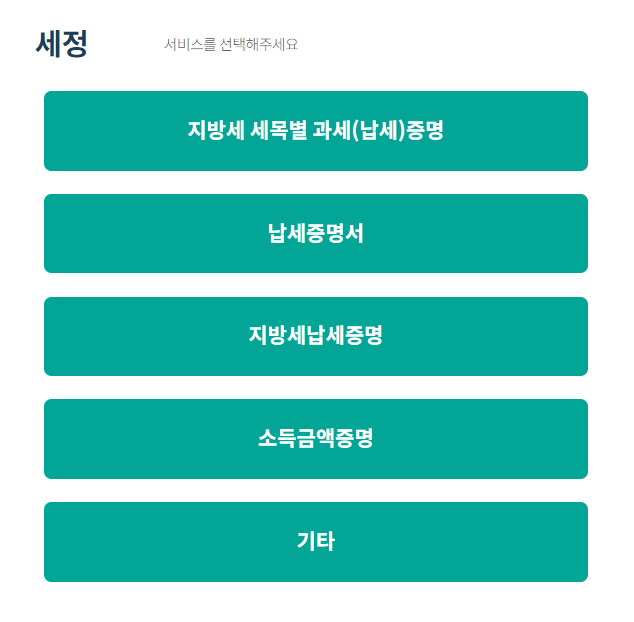 세정
서비스를 선택해주세요
지방세 세목별 과세(납세)증명
납세증명서
지방세납세증명
소득금액증명
기타